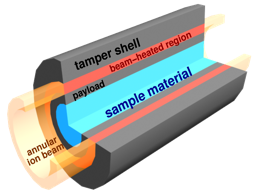 tamper shell
beam-heated region
payload
sample material
annular
ion beam